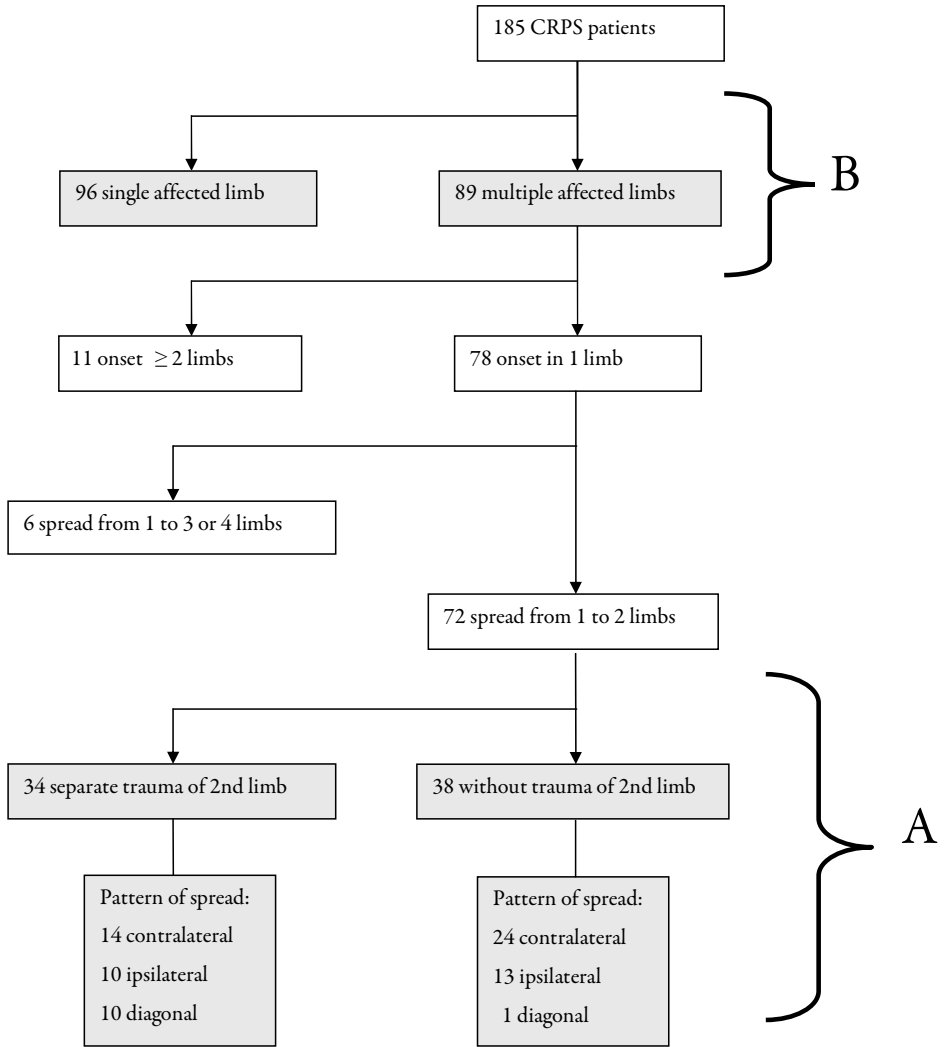 185 CRPS patients
B
96 single affected limb
89 multiple affected limbs
11 onset ≥ 2 limbs
78 onset in 1 limb
6 spread from 1 to 3 or 4 limbs
72 spread from 1 to 2 limbs
34 separate trauma of 2nd limb
38 without trauma of 2nd limb
A
Pattern of spread:
14 contralateral
10 ipsilateral
10 diagonal
Pattern of spread:
24 contralateral
13 ipsilateral
1 diagonal